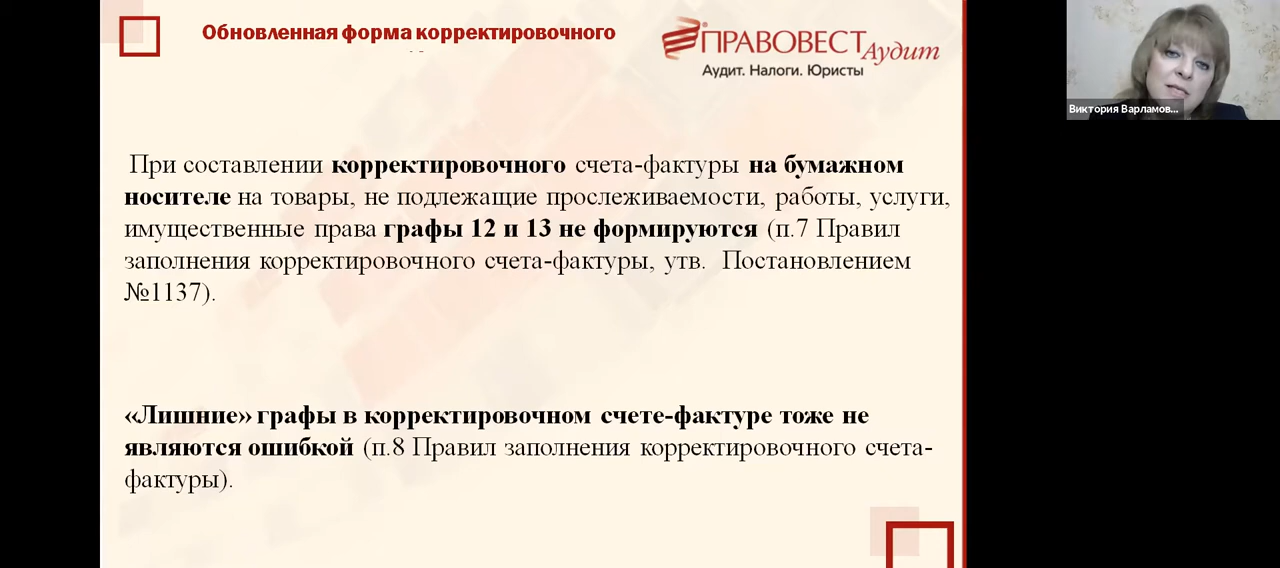 Обновленная форма корректировочного
ПРАВОВЕСТ Аудит
Аудит. Налоги. Юристы
Виктория Варламов...
При составлении корректировочного счета-фактуры на бумажном
носителе на товары, не подлежащие прослеживаемости, работы, услуги,
имущественные права графы 12 и 13 не формируются (п.7 Правил
заполнения корректировочного счета-фактуры, утв. Постановлением
№1137).
«Лишние» графы в корректировочном счете-фактуре тоже не
являются ошибкой (п.8 Правил заполнения корректировочного счета-
фактуры).